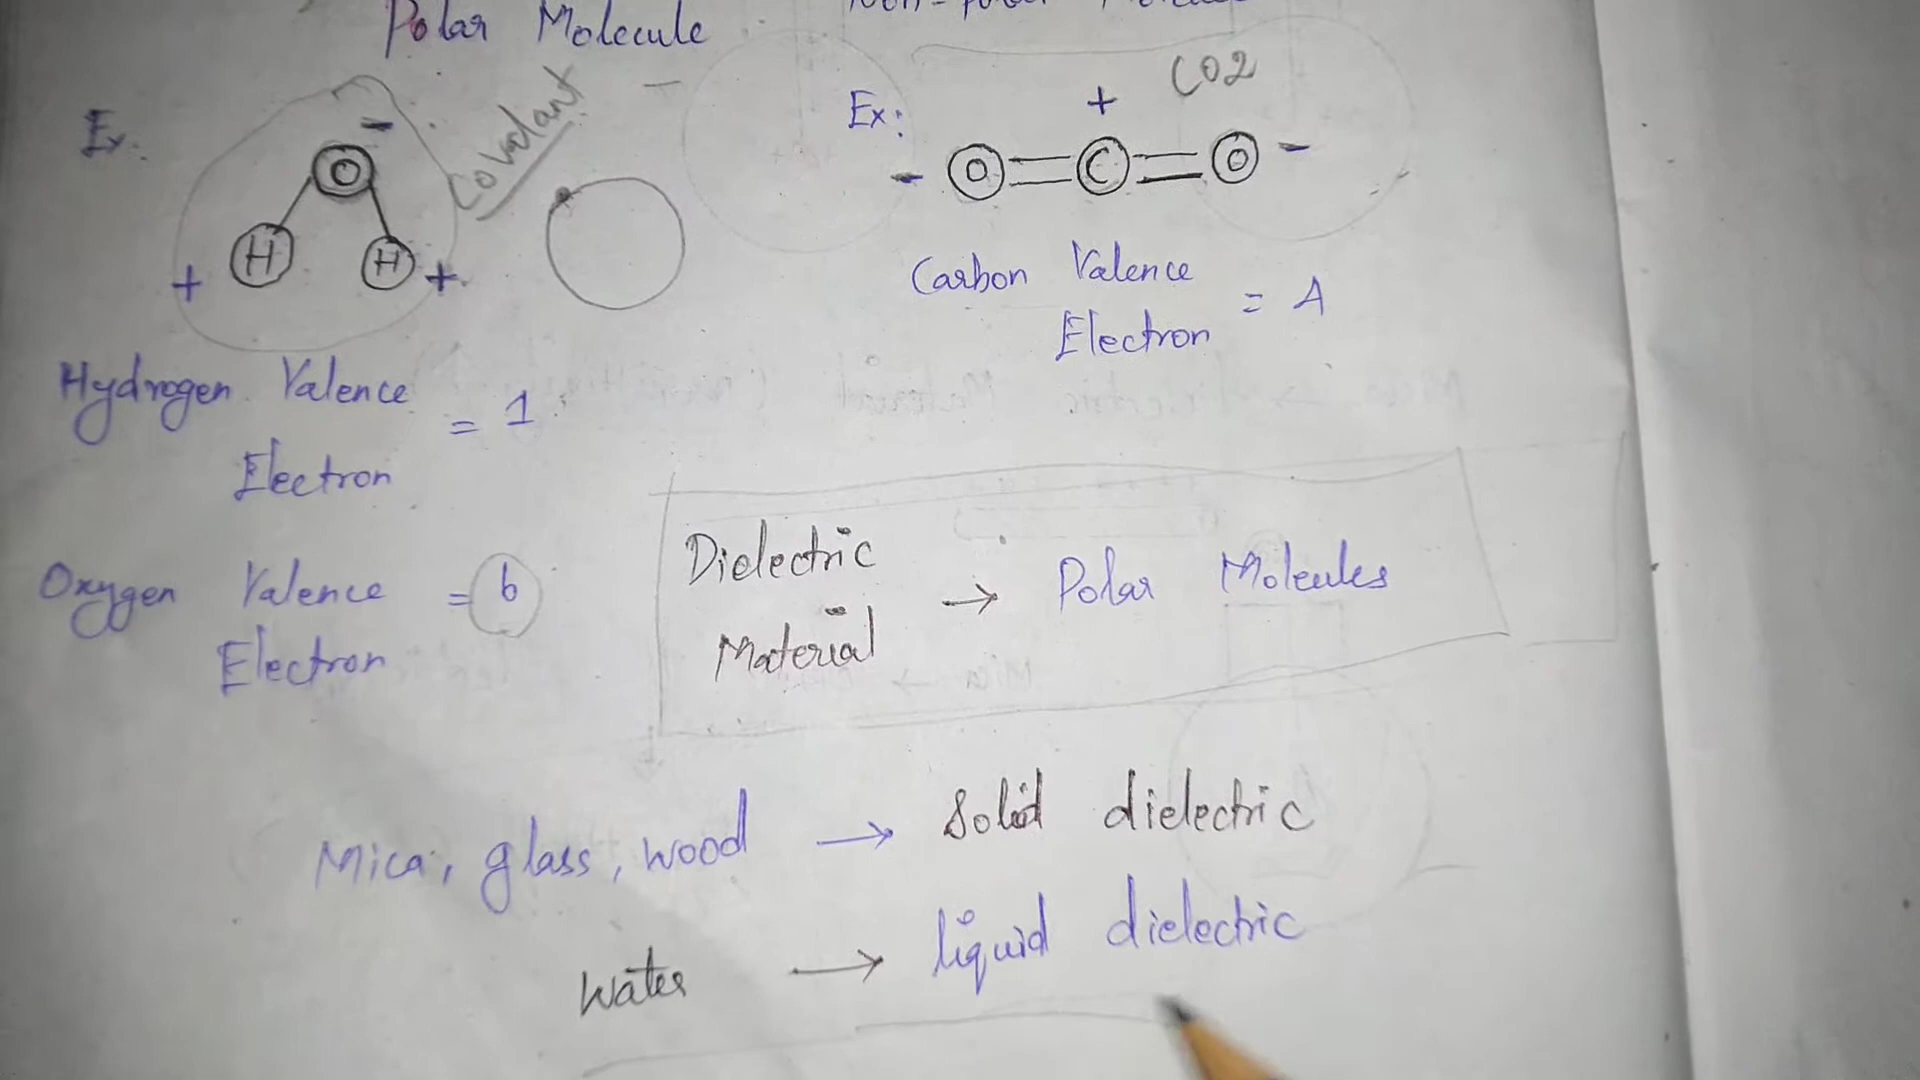 Polar Molecule
Ex.
O -
H H
+ +
Covalant
Ex:
+ CO2
- O = C = O -
Carbon Valence
Electron = 4
Hydrogen Valence
Electron = 1
Oxygen Valence
Electron = 6
Dielectric
Material → Polar Molecules
Mica, glass, wood → Solid dielectric
Water → liquid dielectric